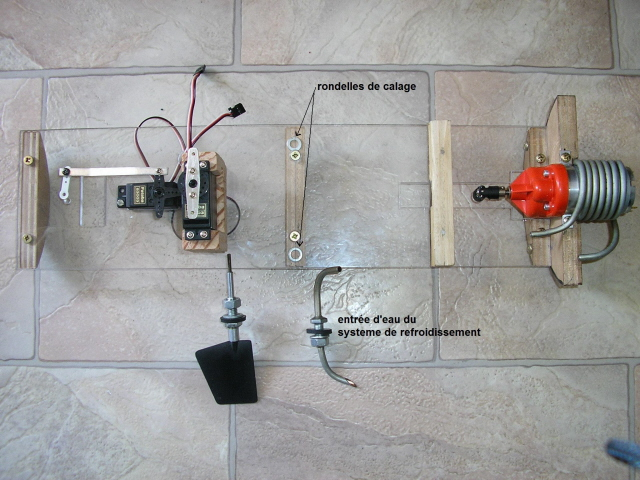 rondelles de calage
entrée d'eau du
systeme de refroidissement